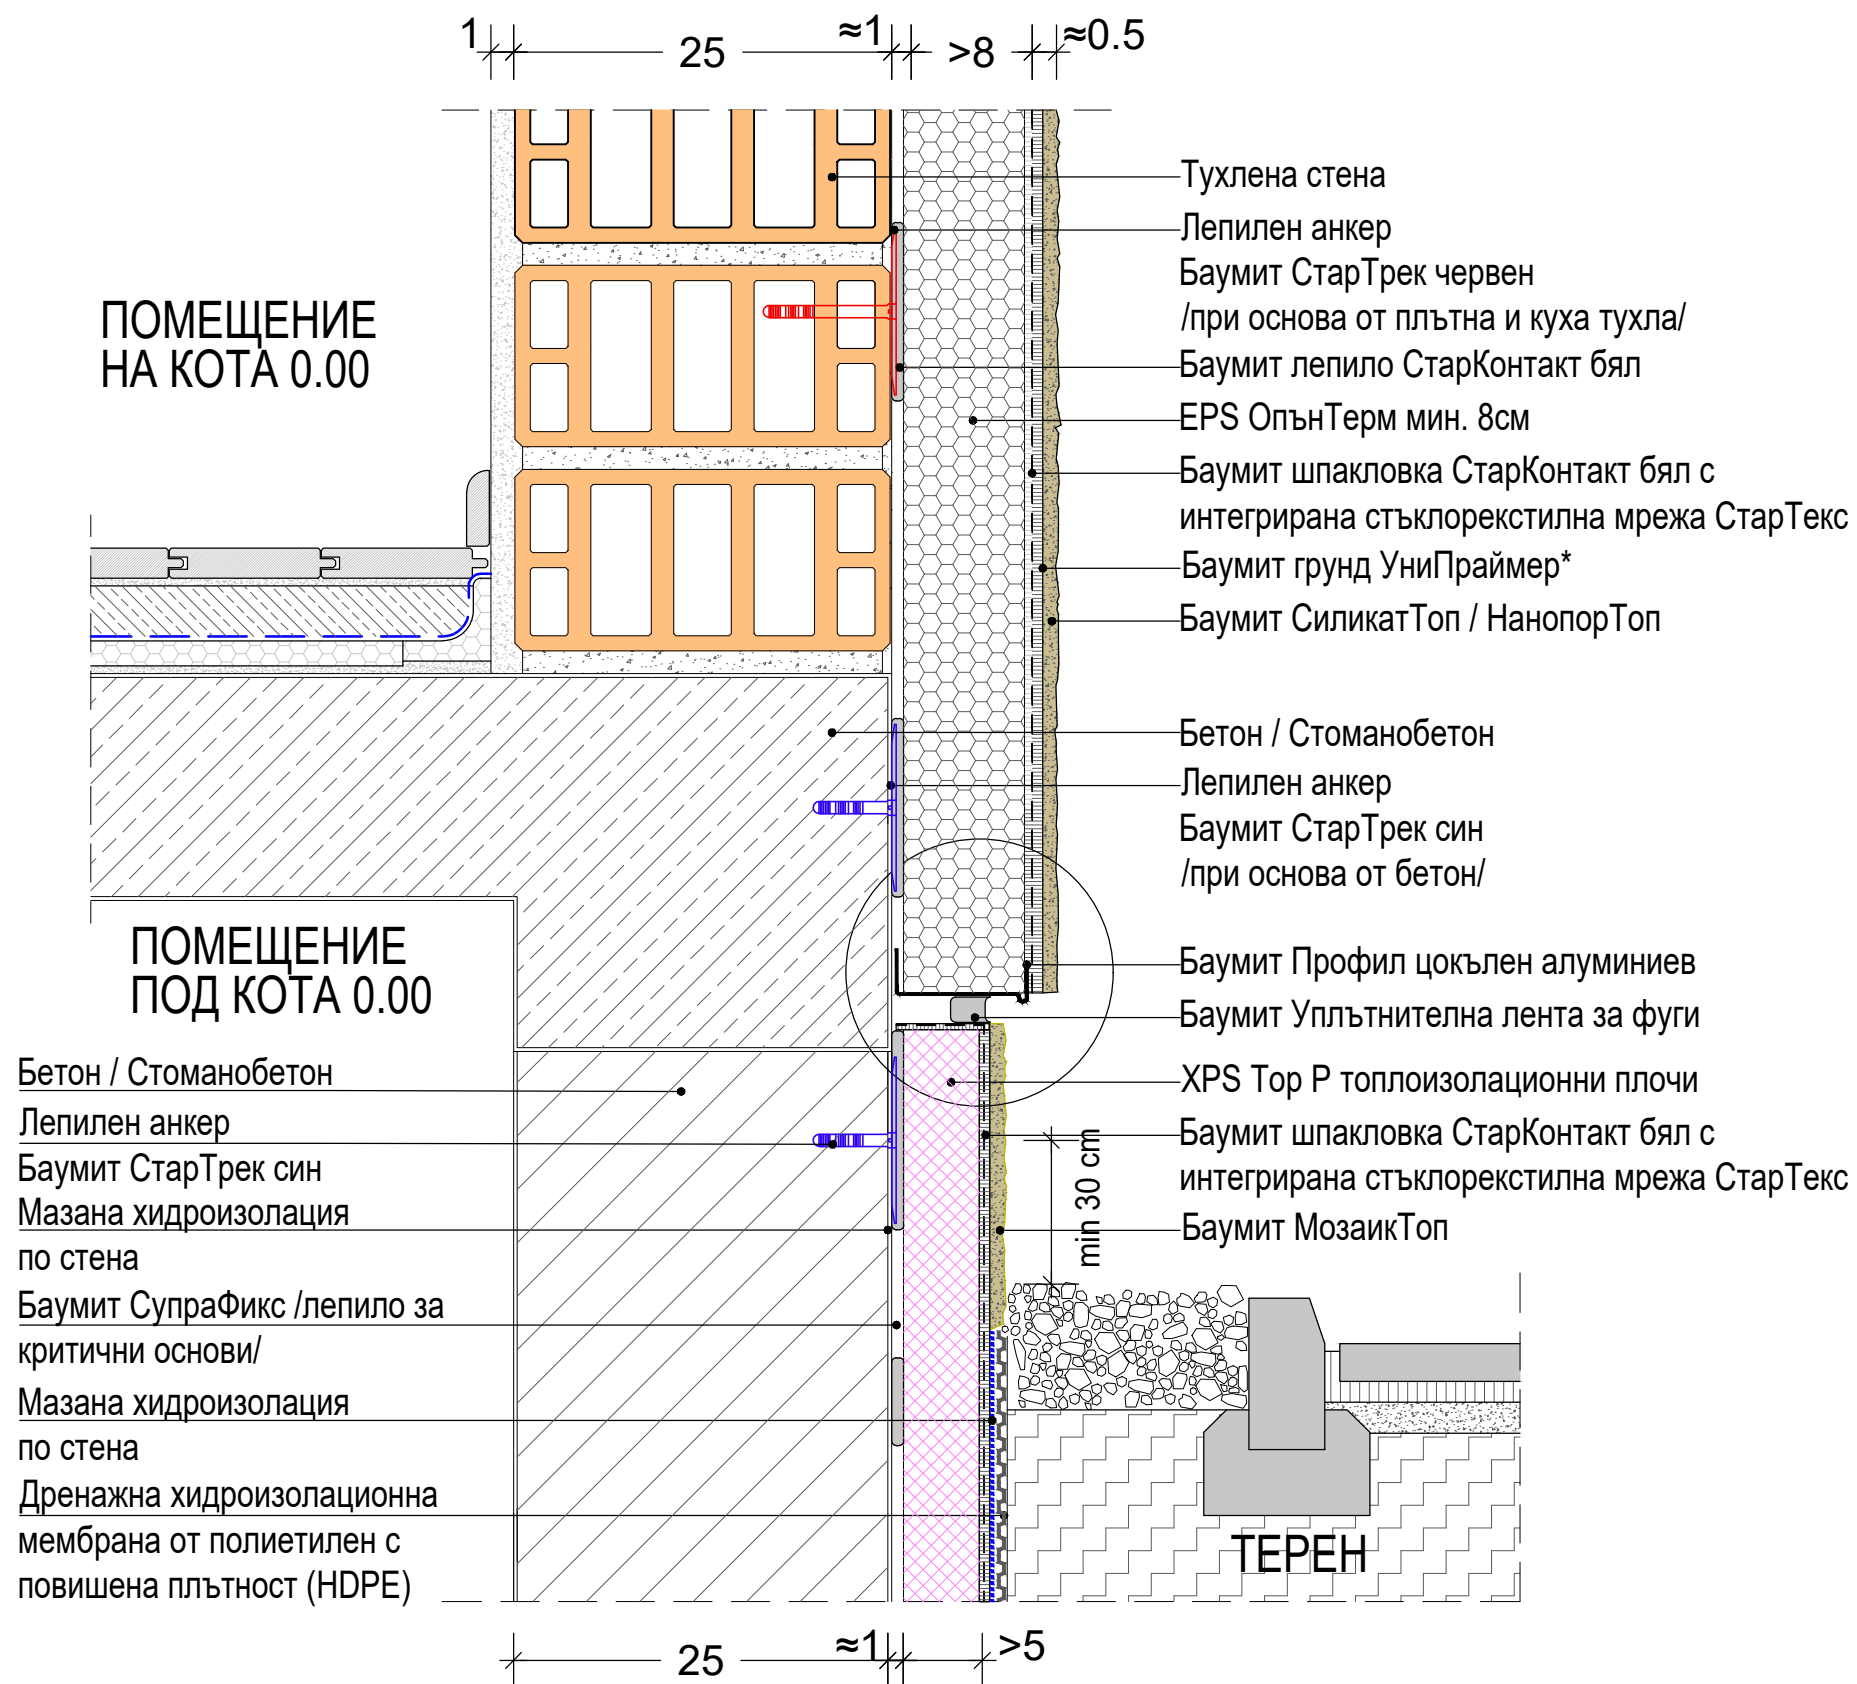 1
25
≈1
>8
≈0.5
Тухлена стена
Лепилен анкер
Баумит СтарТрек червен
/при основа от плътна и куха тухла/
Баумит лепило СтарКонтакт бял
EPS ОпънТерм мин. 8см
Баумит шпакловка СтарКонтакт бял с
интегрирана стъклорекстилна мрежа СтарТекс
Баумит грунд УниПраймер*
Баумит СиликатТоп / НанопорТоп
ПОМЕЩЕНИЕ
НА КОТА 0.00
Бетон / Стоманобетон
Лепилен анкер
Баумит СтарТрек син
/при основа от бетон/
ПОМЕЩЕНИЕ
ПОД КОТА 0.00
Баумит Профил цокълен алуминиев
Баумит Уплътнителна лента за фуги
XPS Top P топлоизолационни плочи
Баумит шпакловка СтарКонтакт бял с
интегрирана стъклорекстилна мрежа СтарТекс
Баумит МозаикТоп
min 30 cm
Бетон / Стоманобетон
Лепилен анкер
Баумит СтарТрек син
Мазана хидроизолация
по стена
Баумит СупраФикс /лепило за
критични основи/
Мазана хидроизолация
по стена
Дренажна хидроизолационна
мембрана от полиетилен с
повишена плътност (HDPE)
ТЕРЕН
25
≈1
>5